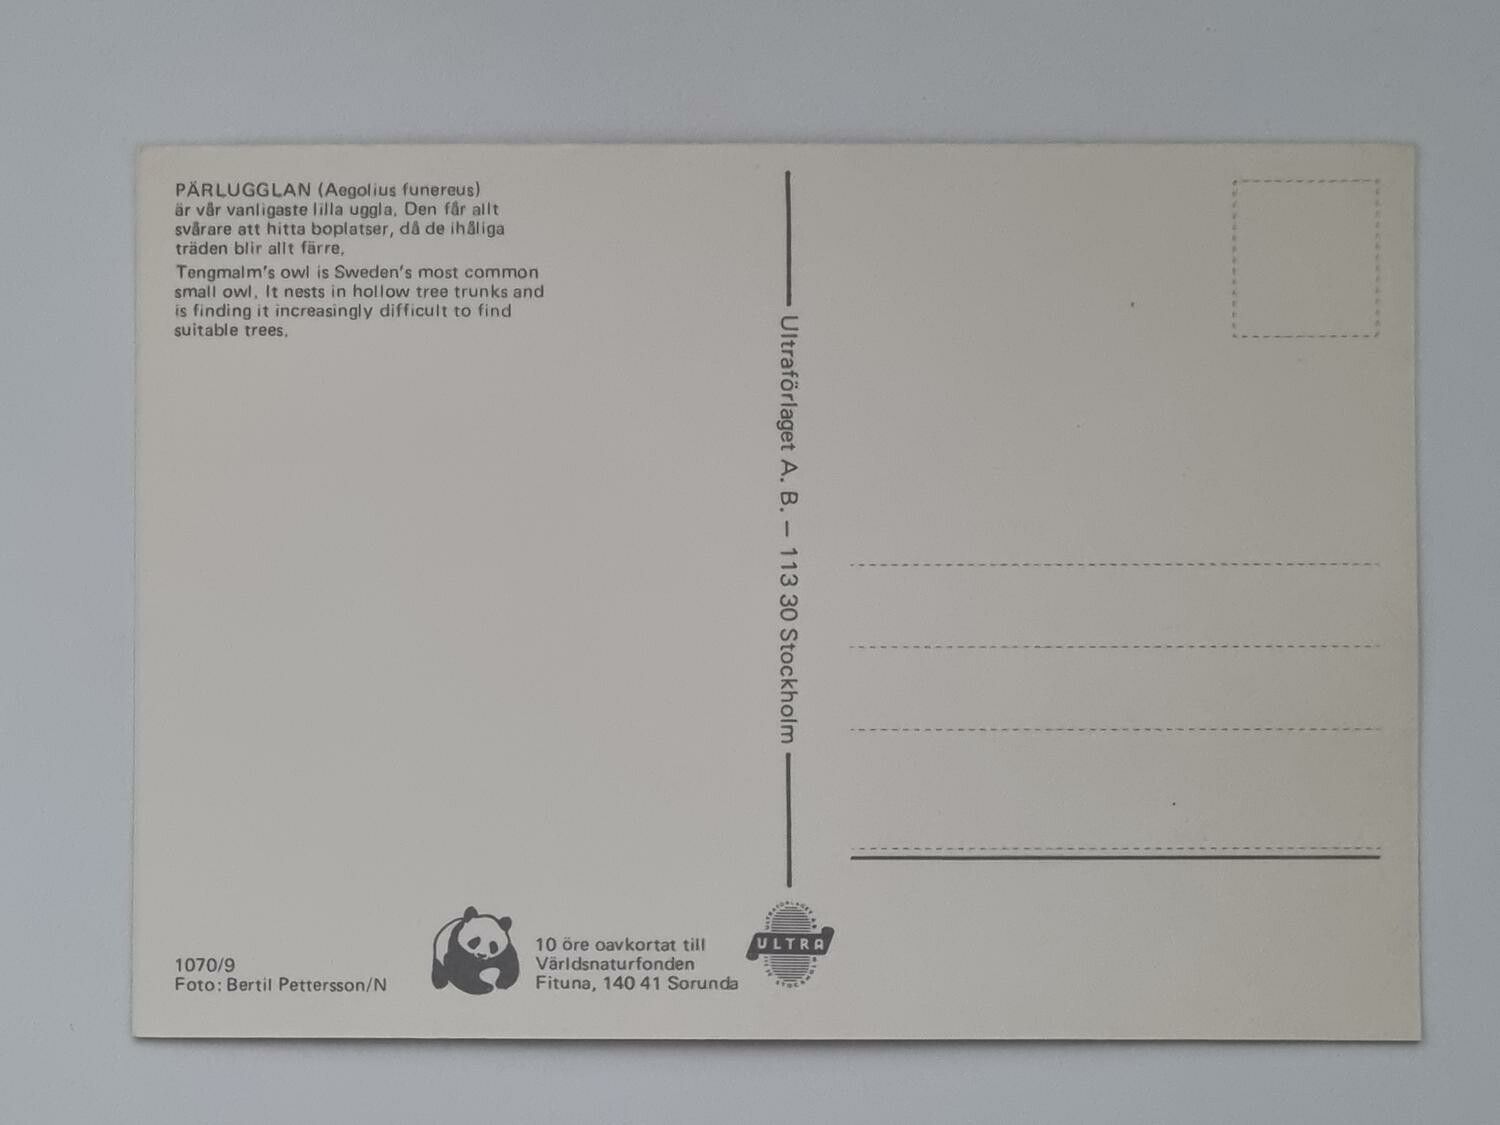 PÄRLUGGLAN (Aegolius funereus)
är vår vanligaste lilla uggla. Den får allt
svårare att hitta boplatser, då de ihåliga
träden blir allt färre.
Tengmalm's owl is Sweden's most common
small owl. It nests in hollow tree trunks and
is finding it increasingly difficult to find
suitable trees.
Ultraförlaget A. B. – 113 30 Stockholm
1070/9
Foto: Bertil Pettersson/N
10 öre oavkortat till
Världsnaturfonden
Fituna, 140 41 Sorunda
ULTRA